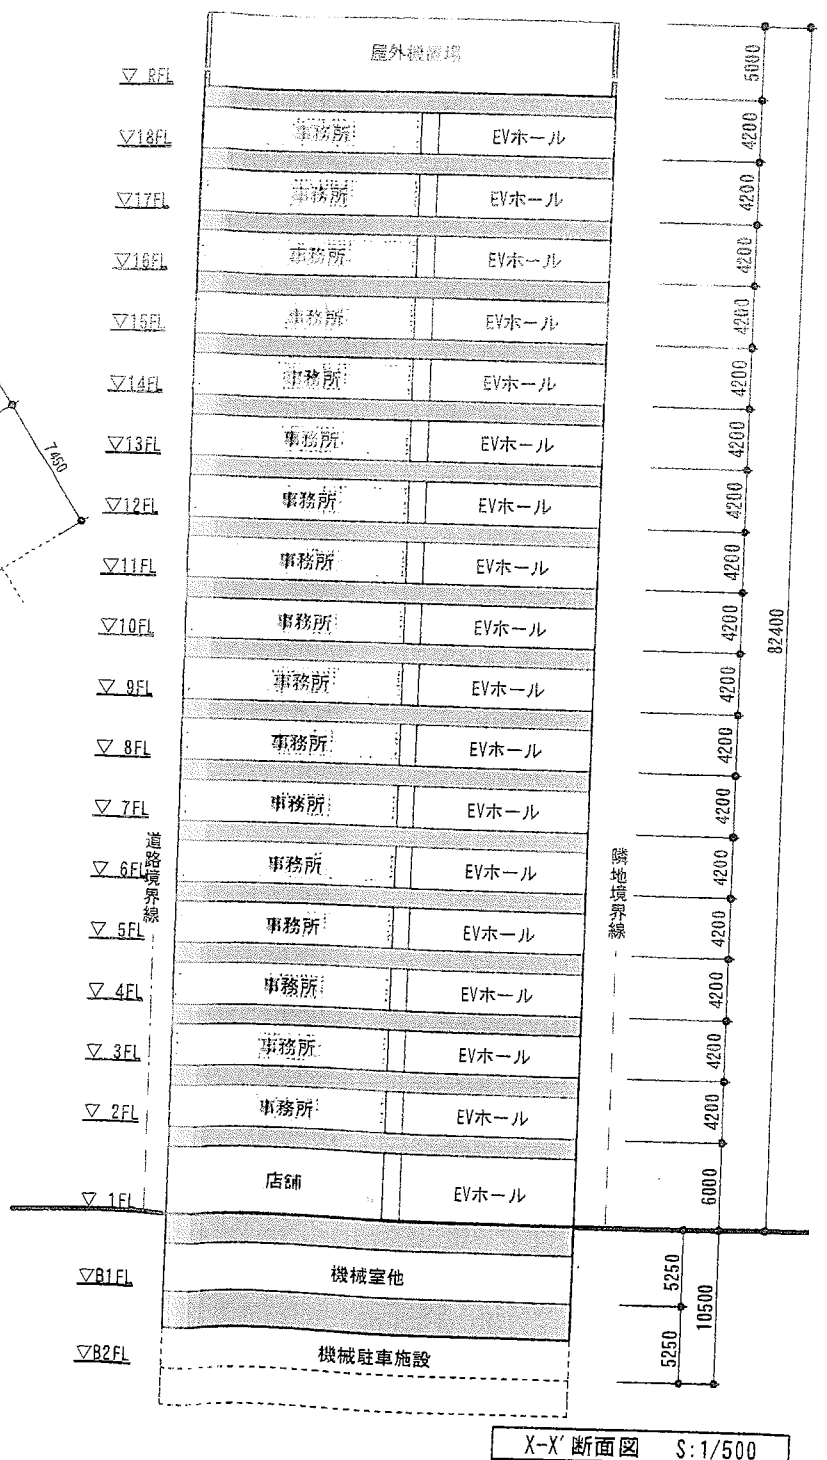 屋外機置場
▽ RFL
5000
▽18FL 事務所 EVホール 4200
▽17FL 事務所 EVホール 4200
▽16FL 事務所 EVホール 4200
▽15FL 事務所 EVホール 4200
▽14FL 事務所 EVホール 4200
▽13FL 事務所 EVホール 4200
7450
▽12FL 事務所 EVホール 4200
▽11FL 事務所 EVホール 4200
▽10FL 事務所 EVホール 4200
82400
▽ 9FL 事務所 EVホール 4200
▽ 8FL 事務所 EVホール 4200
▽ 7FL 事務所 EVホール 4200
道路境界線
隣地境界線
▽ 6FL 事務所 EVホール 4200
▽ 5FL 事務所 EVホール 4200
▽ 4FL 事務所 EVホール 4200
▽ 3FL 事務所 EVホール 4200
▽ 2FL 事務所 EVホール 4200
▽ 1FL 店舗 EVホール 6000
▽B1FL 機械室他 5250
10500
▽B2FL 機械駐車施設 5250
X-X' 断面図 S:1/500